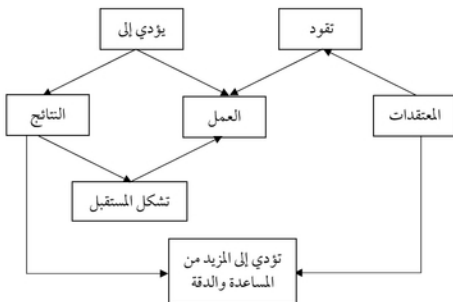 تقود
يؤدي إلى
المعتقدات
العمل
النتائج
تشكل المستقبل
تؤدي إلى المزيد من
المساعدة والدقة